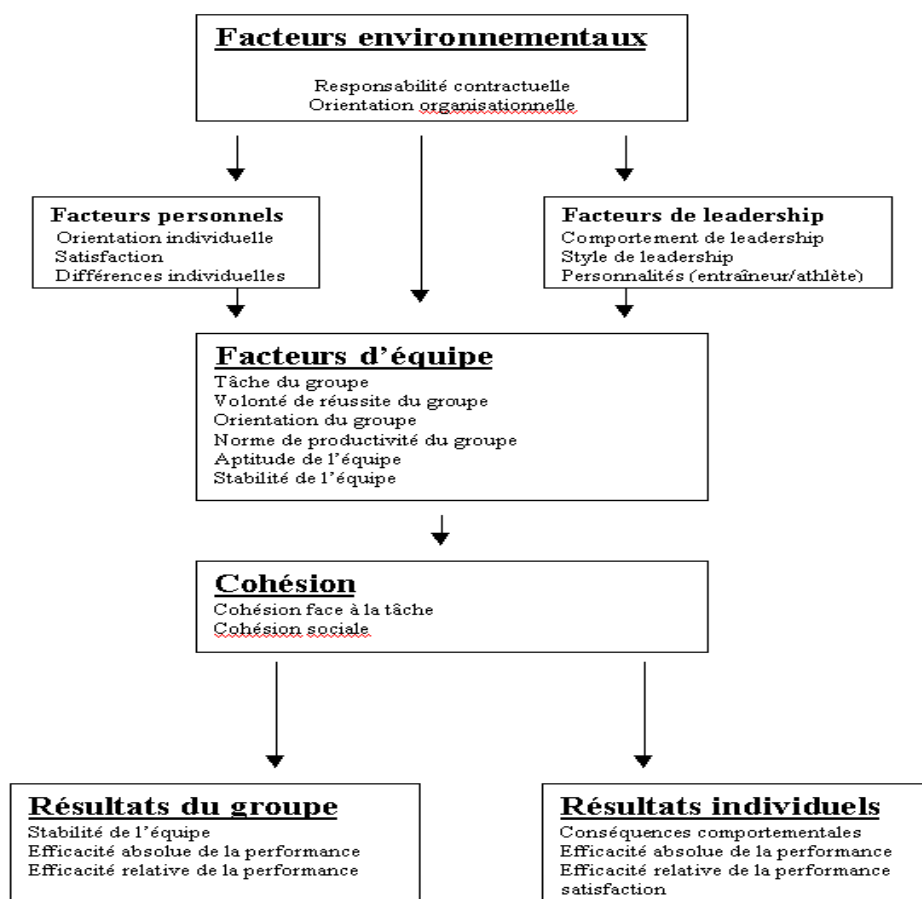 Facteurs environnementaux
Responsabilité contractuelle
Orientation organisationnelle
Facteurs personnels
Orientation individuelle
Satisfaction
Différences individuelles
Facteurs de leadership
Comportement de leadership
Style de leadership
Personnalités (entraîneur/athlète)
Facteurs d'équipe
Tâche du groupe
Volonté de réussite du groupe
Orientation du groupe
Norme de productivité du groupe
Aptitude de l'équipe
Stabilité de l'équipe
Cohésion
Cohésion face à la tâche
Cohésion sociale
Résultats du groupe
Stabilité de l'équipe
Efficacité absolue de la performance
Efficacité relative de la performance
Résultats individuels
Conséquences comportementales
Efficacité absolue de la performance
Efficacité relative de la performance
satisfaction